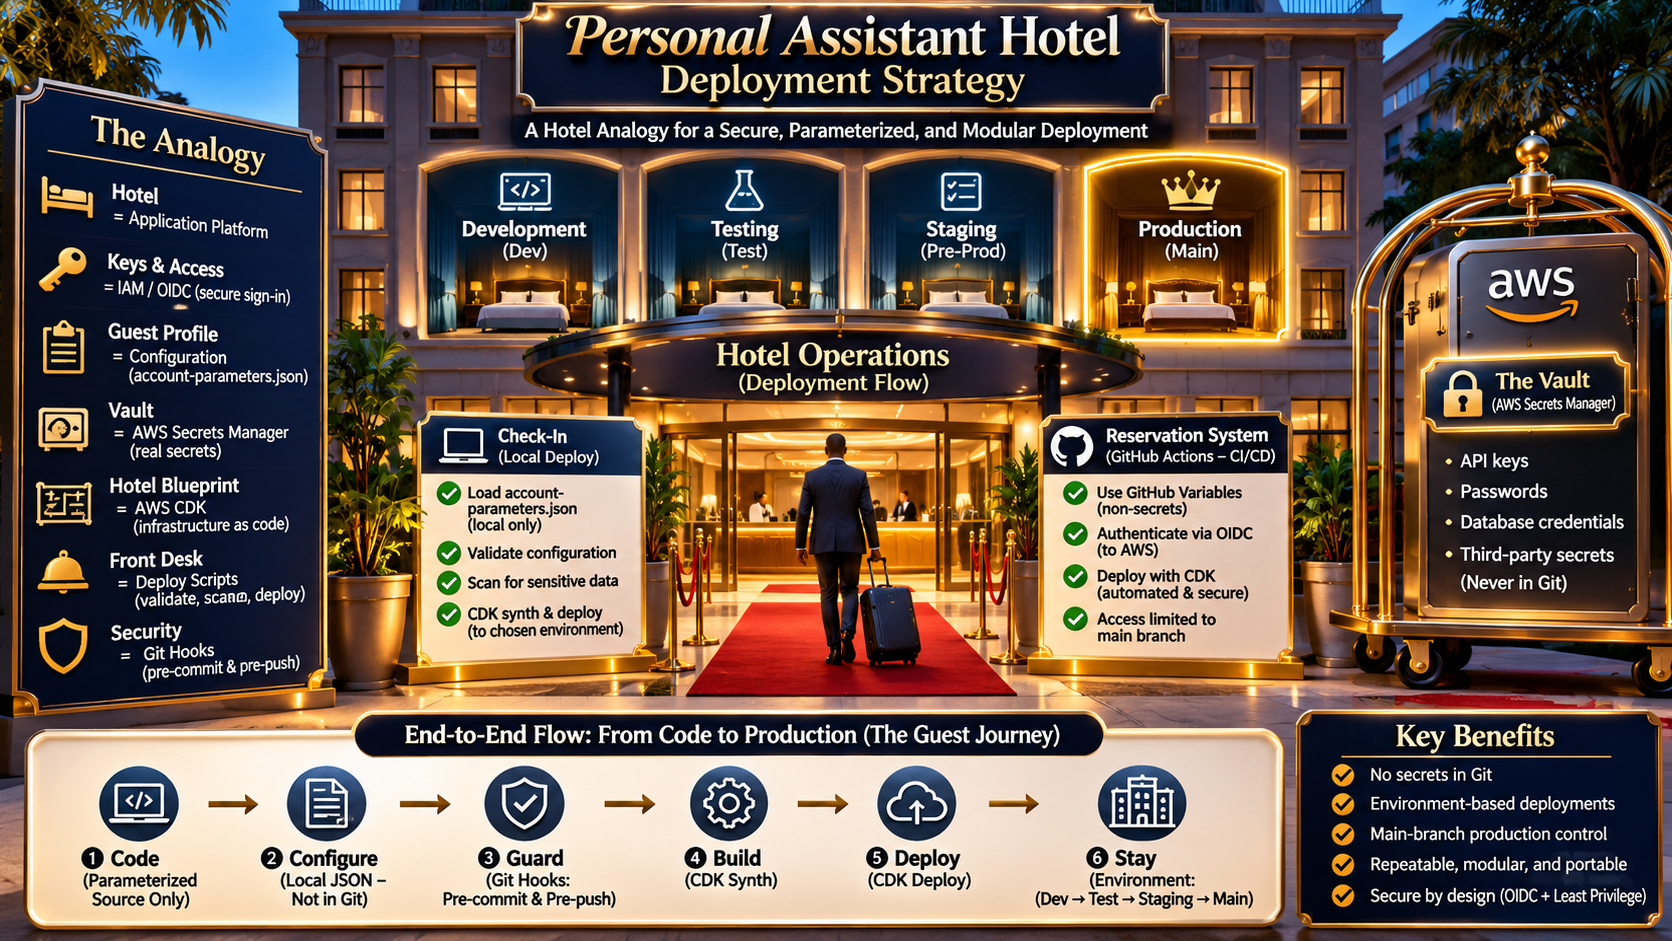 Personal Assistant Hotel
Deployment Strategy
A Hotel Analogy for a Secure, Parameterized, and Modular Deployment
The Analogy
Hotel
= Application Platform
Keys & Access
= IAM / OIDC (secure sign-in)
Guest Profile
= Configuration
(account-parameters.json)
Vault
= AWS Secrets Manager
(real secrets)
Hotel Blueprint
= AWS CDK
(infrastructure as code)
Front Desk
= Deploy Scripts
(validate, deploy)
Security
= Git Hooks
(pre-commit & pre-push)
Development
(Dev)
Testing
(Test)
Staging
(Pre-Prod)
Production
(Main)
Hotel Operations
(Deployment Flow)
Check-In
(Local Deploy)
Load account-
parameters.json
(local only)
Validate configuration
Scan for sensitive data
CDK synth & deploy
(to chosen environment)
Reservation System
(GitHub Actions – CI/CD)
Use GitHub Variables
(non-secrets)
Authenticate via OIDC
(to AWS)
Deploy with CDK
(automated & secure)
Access limited to
main branch
aws
The Vault
(AWS Secrets Manager)
• API keys
• Passwords
• Database credentials
• Third-party secrets
(Never in Git)
End-to-End Flow: From Code to Production (The Guest Journey)
1 Code
(Parameterized
Source Only)
2 Configure
(Local JSON –
Not in Git)
3 Guard
(Git Hooks:
Pre-commit & Pre-push)
4 Build
(CDK Synth)
5 Deploy
(CDK Deploy)
6 Stay
(Environment:
(Dev → Test → Staging → Main)
Key Benefits
No secrets in Git
Environment-based deployments
Main-branch production control
Repeatable, modular, and portable
Secure by design (OIDC + Least Privilege)